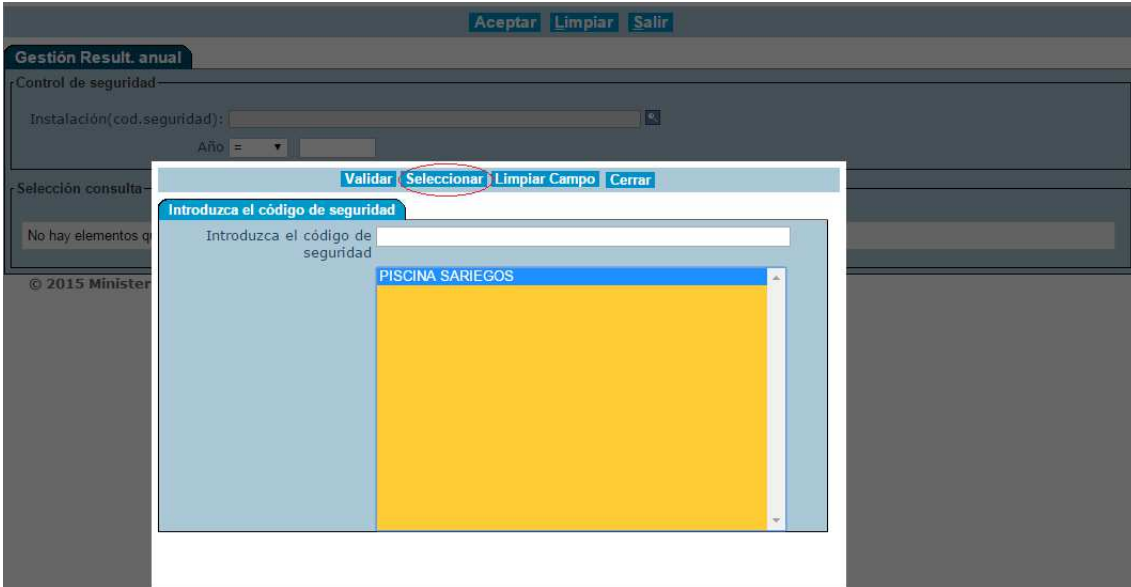 Aceptar Limpiar Salir
Gestión Result. anual
Control de seguridad
Instalación(cod.seguridad):
Año =
Selección consulta
No hay elementos
Validar Seleccionar Limpiar Campo Cerrar
Introduzca el código de seguridad
Introduzca el código de
seguridad
PISCINA SARIEGOS
© 2015 Minister